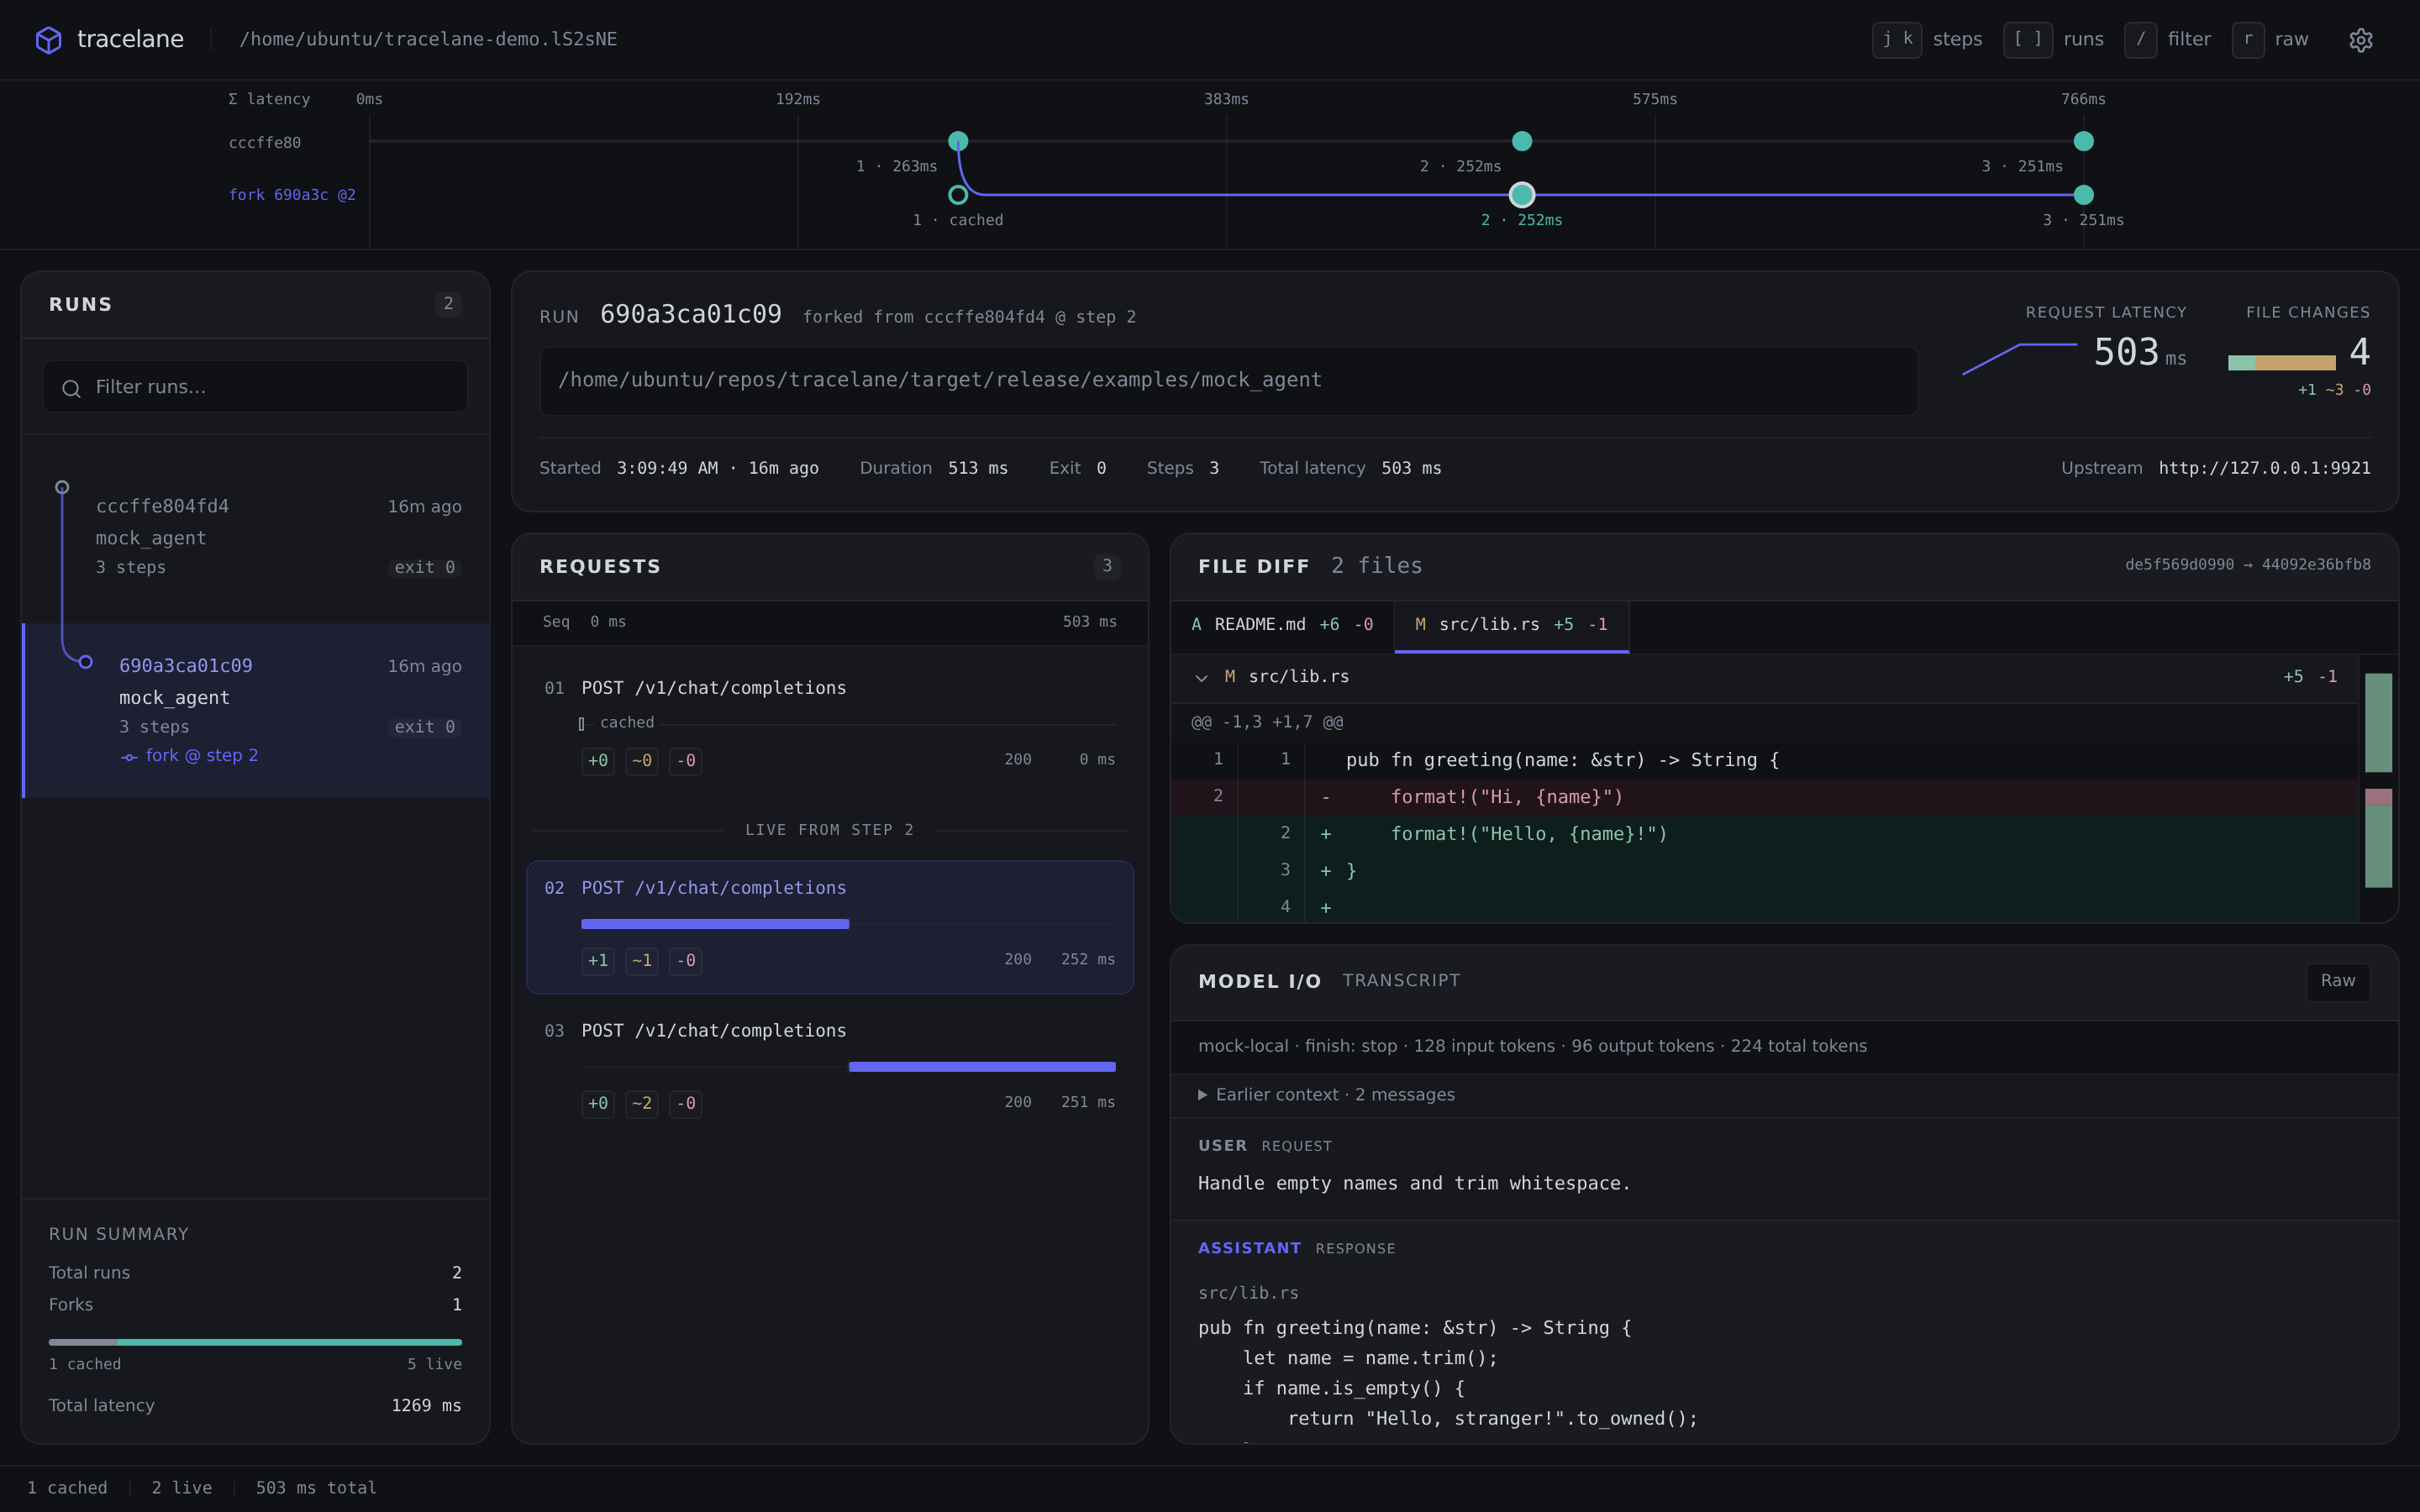 tracelane /home/ubuntu/tracelane-demo.lS2sNE j k steps [ ] runs / filter r raw
Σ latency 0ms 192ms 383ms 575ms 766ms
cccffe80
1 · 263ms 2 · 252ms 3 · 251ms
fork 690a3c @2
1 · cached 2 · 252ms 3 · 251ms
RUNS 2
Filter runs...
cccffe804fd4 16m ago
mock_agent
3 steps exit 0
690a3ca01c09 16m ago
mock_agent
3 steps exit 0
fork @ step 2
RUN SUMMARY
Total runs 2
Forks 1
1 cached 5 live
Total latency 1269 ms
RUN 690a3ca01c09 forked from cccffe804fd4 @ step 2
/home/ubuntu/repos/tracelane/target/release/examples/mock_agent
REQUEST LATENCY
503 ms
FILE CHANGES
4
+1 ~3 -0
Started 3:09:49 AM · 16m ago Duration 513 ms Exit 0 Steps 3 Total latency 503 ms Upstream http://127.0.0.1:9921
REQUESTS 3
Seq 0 ms 503 ms
01 POST /v1/chat/completions
cached
+0 ~0 -0 200 0 ms
LIVE FROM STEP 2
02 POST /v1/chat/completions
+1 ~1 -0 200 252 ms
03 POST /v1/chat/completions
+0 ~2 -0 200 251 ms
FILE DIFF 2 files de5f569d0990 → 44092e36bfb8
A README.md +6 -0 M src/lib.rs +5 -1
M src/lib.rs +5 -1
@@ -1,3 +1,7 @@
1 1 pub fn greeting(name: &str) -> String {
2 - format!("Hi, {name}")
2 + format!("Hello, {name}!")
3 + }
4 +
MODEL I/O TRANSCRIPT Raw
mock-local · finish: stop · 128 input tokens · 96 output tokens · 224 total tokens
Earlier context · 2 messages
USER REQUEST
Handle empty names and trim whitespace.
ASSISTANT RESPONSE
src/lib.rs
pub fn greeting(name: &str) -> String {
let name = name.trim();
if name.is_empty() {
return "Hello, stranger!".to_owned();
1 cached 2 live 503 ms total